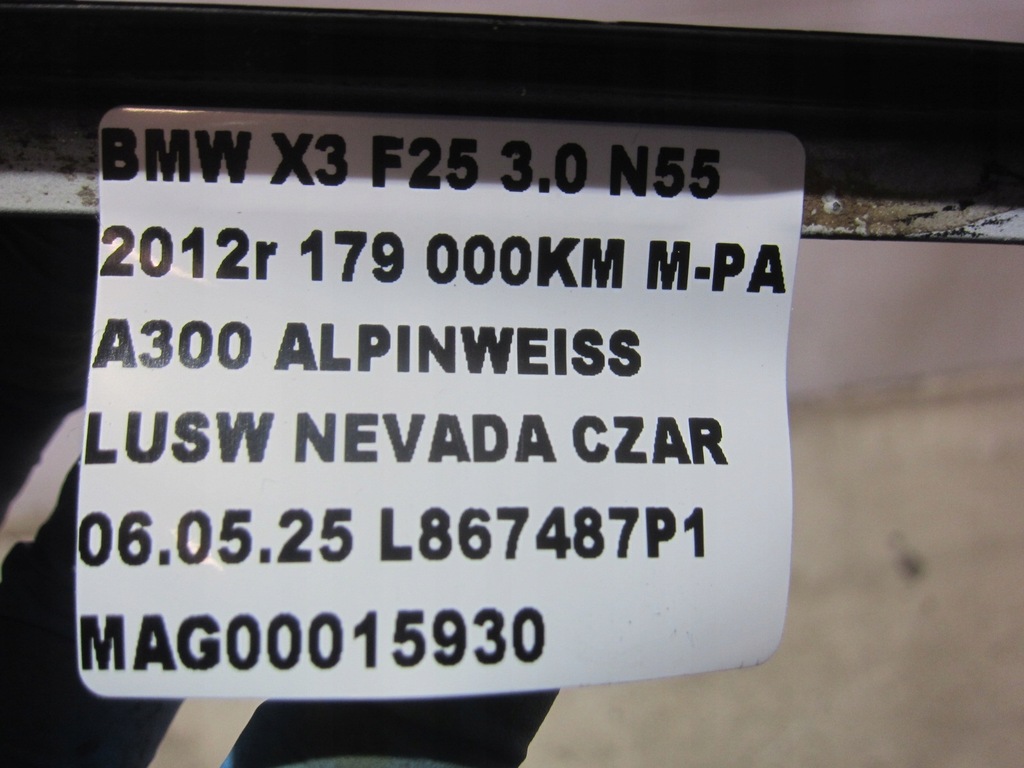 BMW X3 F25 3.0 N55
2012r 179 000KM M-PA
A300 ALPINWEISS
LUSW NEVADA CZAR
06.05.25 L867487P1
MAG00015930